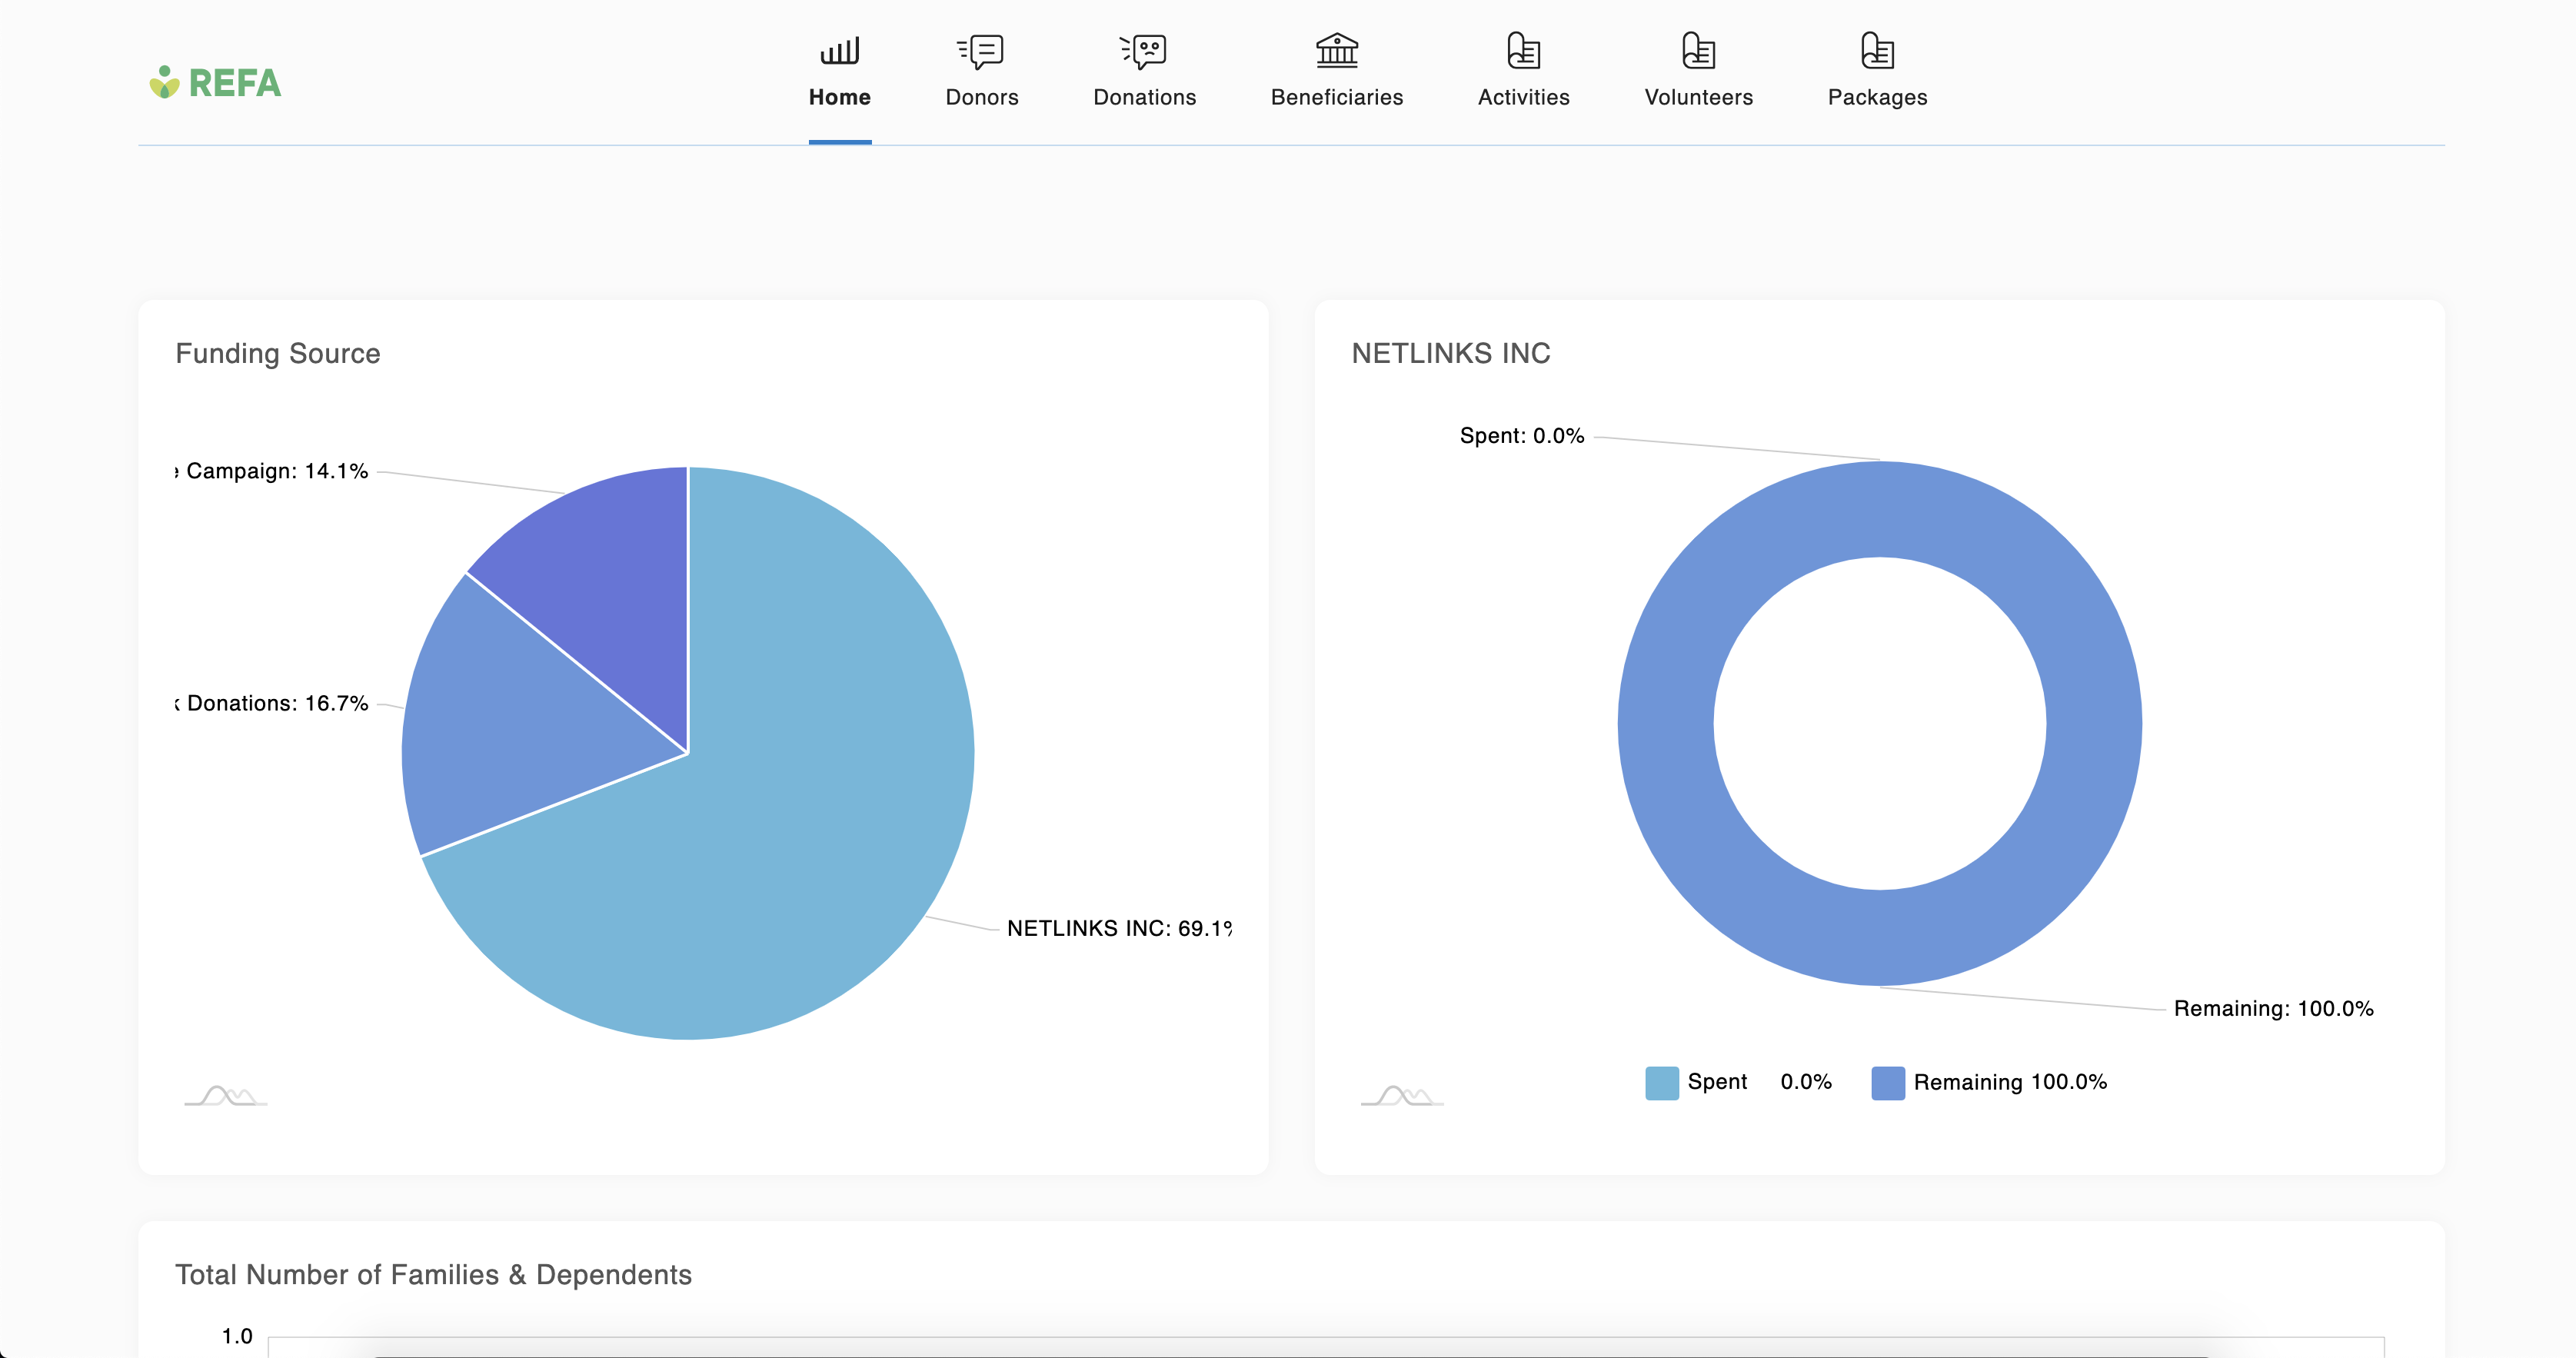 REFA
Home Donors Donations Beneficiaries Activities Volunteers Packages
Funding Source
Campaign: 14.1%
Donations: 16.7%
NETLINKS INC: 69.1%
NETLINKS INC
Spent: 0.0%
Remaining: 100.0%
Spent 0.0% Remaining 100.0%
Total Number of Families & Dependents
1.0